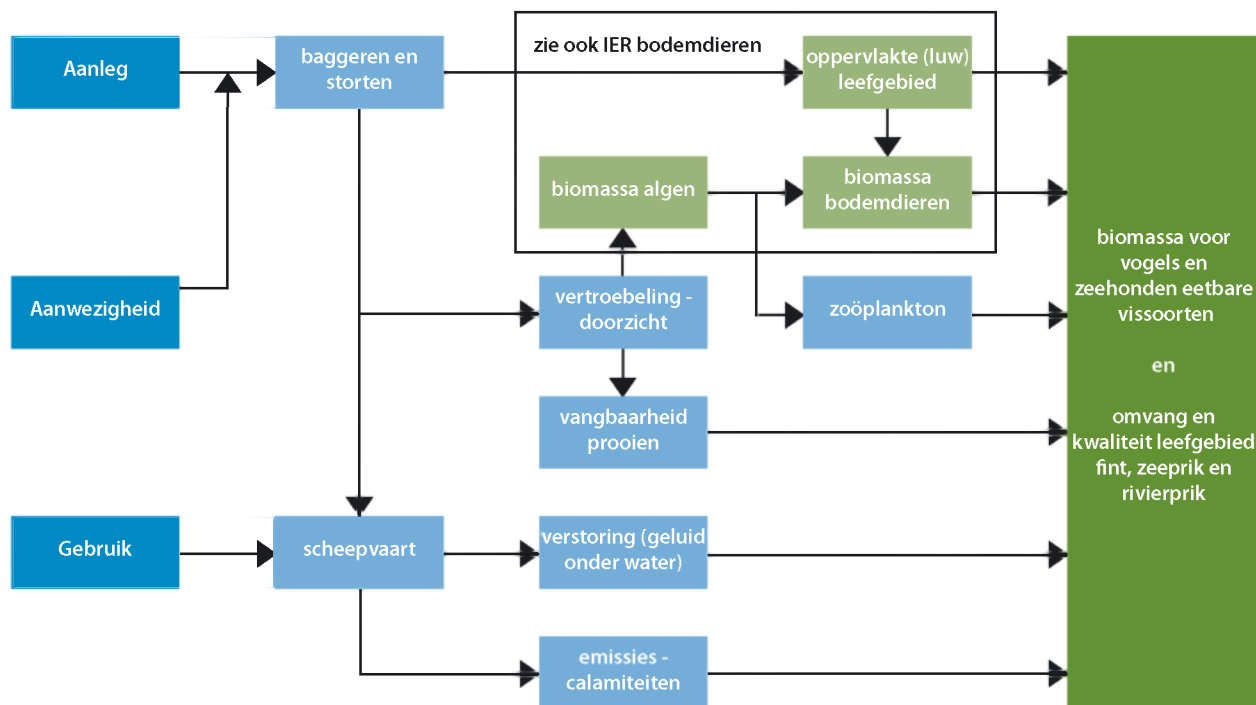 Aanleg
baggeren en
storten
zie ook IER bodemdieren
oppervlakte (luw)
leefgebied
biomassa algen
biomassa
bodemdieren
Aanwezigheid
vertroebeling -
doorzicht
zoöplankton
vangbaarheid
prooien
Gebruik
scheepvaart
verstoring (geluid
onder water)
emissies -
calamiteiten
biomassa voor
vogels en
zeehonden eetbare
vissoorten
en
omvang en
kwaliteit leefgebied
fint, zeeprik en
rivierprik